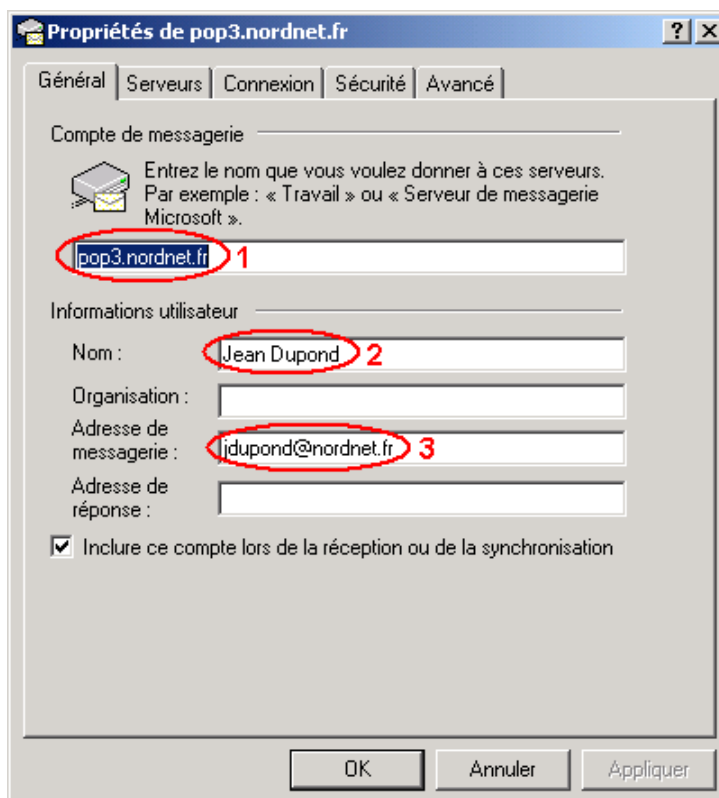 Propriétés de pop3.nordnet.fr
Général Serveurs Connexion Sécurité Avancé
Compte de messagerie
Entrez le nom que vous voulez donner à ces serveurs.
Par exemple : « Travail » ou « Serveur de messagerie
Microsoft ».
pop3.nordnet.fr 1
Informations utilisateur
Nom : Jean Dupond 2
Organisation :
Adresse de
messagerie : jdupond@nordnet.fr 3
Adresse de
réponse :
Inclure ce compte lors de la réception ou de la synchronisation
OK Annuler Appliquer